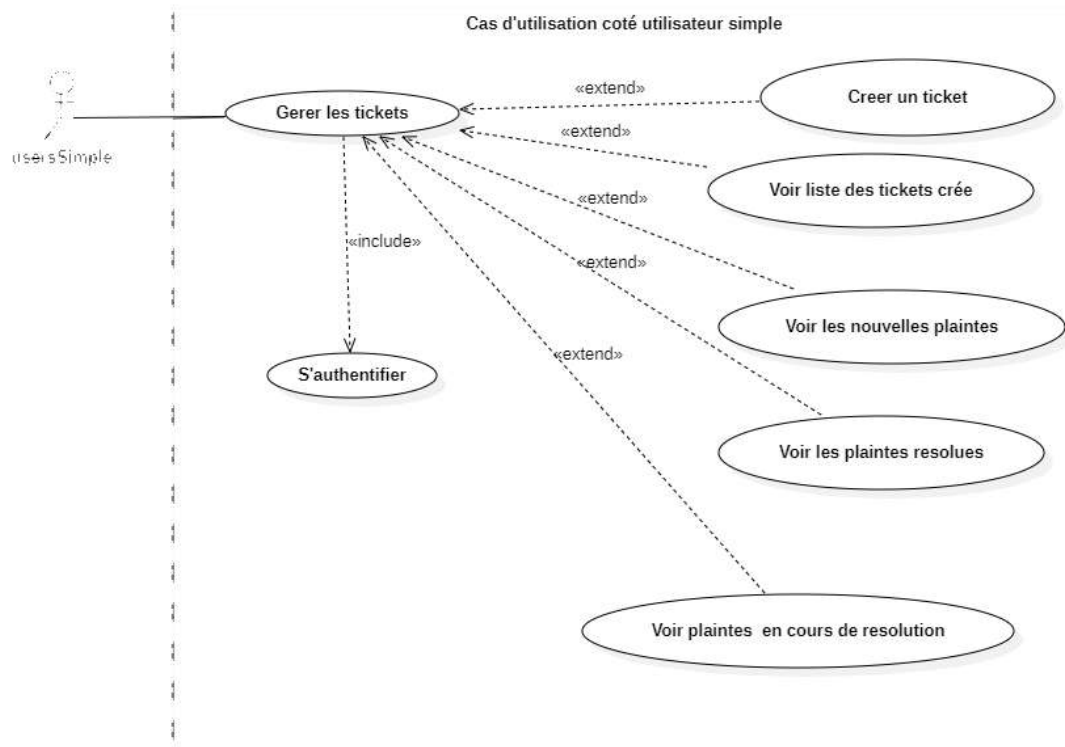 Cas d'utilisation coté utilisateur simple
«extend»
Creer un ticket
Gerer les tickets
«extend»
usersSimple
Voir liste des tickets crée
«extend»
«include»
«extend»
Voir les nouvelles plaintes
«extend»
S'authentifier
Voir les plaintes resolues
Voir plaintes en cours de resolution